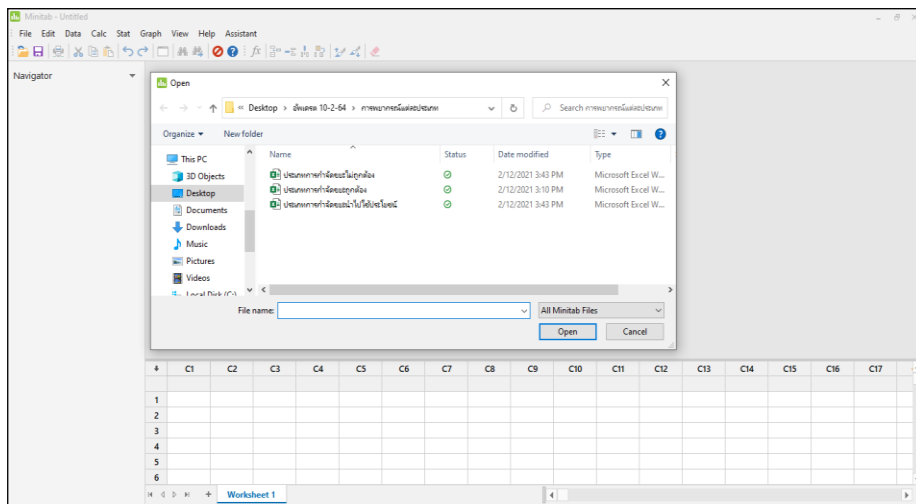 Minitab - Untitled
File Edit Data Calc Stat Graph View Help Assistant
Navigator
Open
« Desktop > อัพเดรต 10-2-64 > การพยากรณ์แต่ละประเภท
Search การพยากรณ์แต่ละประเภท
Organize New folder
Name Status Date modified Type
This PC
3D Objects
Desktop
Documents
Downloads
Music
Pictures
Videos
Local Disk (C:)
ประเภทการกำจัดขยะไม่ถูกต้อง 2/12/2021 3:43 PM Microsoft Excel W...
ประเภทการกำจัดขยะถูกต้อง 2/12/2021 3:10 PM Microsoft Excel W...
ประเภทการกำจัดขยะนำไปใช้ประโยชน์ 2/12/2021 3:43 PM Microsoft Excel W...
File name: All Minitab Files
Open Cancel
C1 C2 C3 C4 C5 C6 C7 C8 C9 C10 C11 C12 C13 C14 C15 C16 C17
1
2
3
4
5
6
Worksheet 1